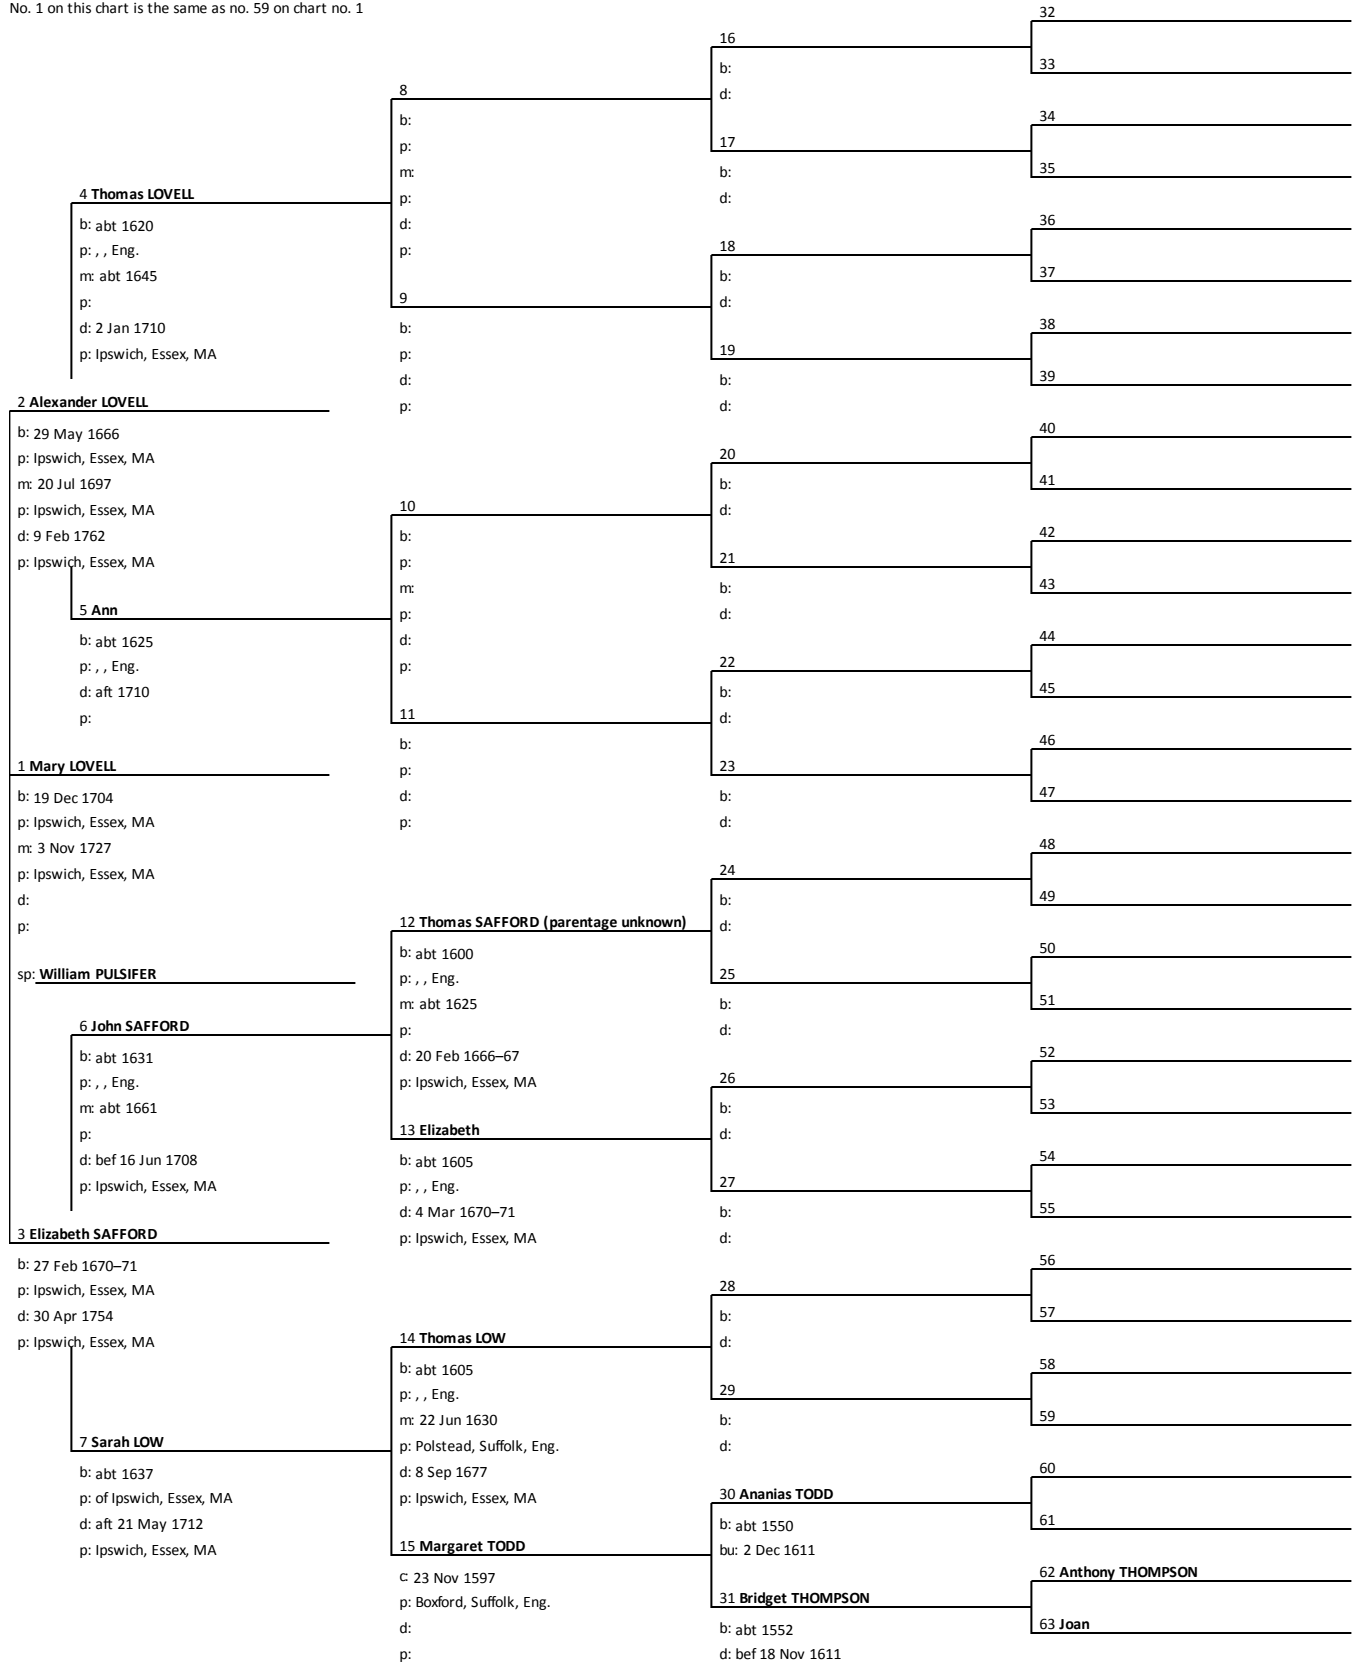 No. 1 on this chart is the same as no. 59 on chart no. 1
4 Thomas LOVELL
b: abt 1620
p: , , Eng.
m: abt 1645
p:
d: 2 Jan 1710
p: Ipswich, Essex, MA
2 Alexander LOVELL
b: 29 May 1666
p: Ipswich, Essex, MA
m: 20 Jul 1697
p: Ipswich, Essex, MA
d: 9 Feb 1762
p: Ipswich, Essex, MA
5 Ann
b: abt 1625
p: , , Eng.
d: aft 1710
p:
1 Mary LOVELL
b: 19 Dec 1704
p: Ipswich, Essex, MA
m: 3 Nov 1727
p: Ipswich, Essex, MA
d:
p:
sp: William PULSIFER
6 John SAFFORD
b: abt 1631
p: , , Eng.
m: abt 1661
p:
d: bef 16 Jun 1708
p: Ipswich, Essex, MA
3 Elizabeth SAFFORD
b: 27 Feb 1670–71
p: Ipswich, Essex, MA
d: 30 Apr 1754
p: Ipswich, Essex, MA
7 Sarah LOW
b: abt 1637
p: of Ipswich, Essex, MA
d: aft 21 May 1712
p: Ipswich, Essex, MA
8
b:
p:
m:
p:
d:
p:
9
b:
p:
d:
p:
10
b:
p:
m:
p:
d:
p:
11
b:
p:
d:
p:
12 Thomas SAFFORD (parentage unknown)
b: abt 1600
p: , , Eng.
m: abt 1625
p:
d: 20 Feb 1666–67
p: Ipswich, Essex, MA
13 Elizabeth
b: abt 1605
p: , , Eng.
d: 4 Mar 1670–71
p: Ipswich, Essex, MA
14 Thomas LOW
b: abt 1605
p: , , Eng.
m: 22 Jun 1630
p: Polstead, Suffolk, Eng.
d: 8 Sep 1677
p: Ipswich, Essex, MA
15 Margaret TODD
c: 23 Nov 1597
p: Boxford, Suffolk, Eng.
d:
p:
16
b:
d:
17
b:
d:
18
b:
d:
19
b:
d:
20
b:
d:
21
b:
d:
22
b:
d:
23
b:
d:
24
b:
d:
25
b:
d:
26
b:
d:
27
b:
d:
28
b:
d:
29
b:
d:
30 Ananias TODD
b: abt 1550
bu: 2 Dec 1611
31 Bridget THOMPSON
b: abt 1552
d: bef 18 Nov 1611
32
33
34
35
36
37
38
39
40
41
42
43
44
45
46
47
48
49
50
51
52
53
54
55
56
57
58
59
60
61
62 Anthony THOMPSON
63 Joan